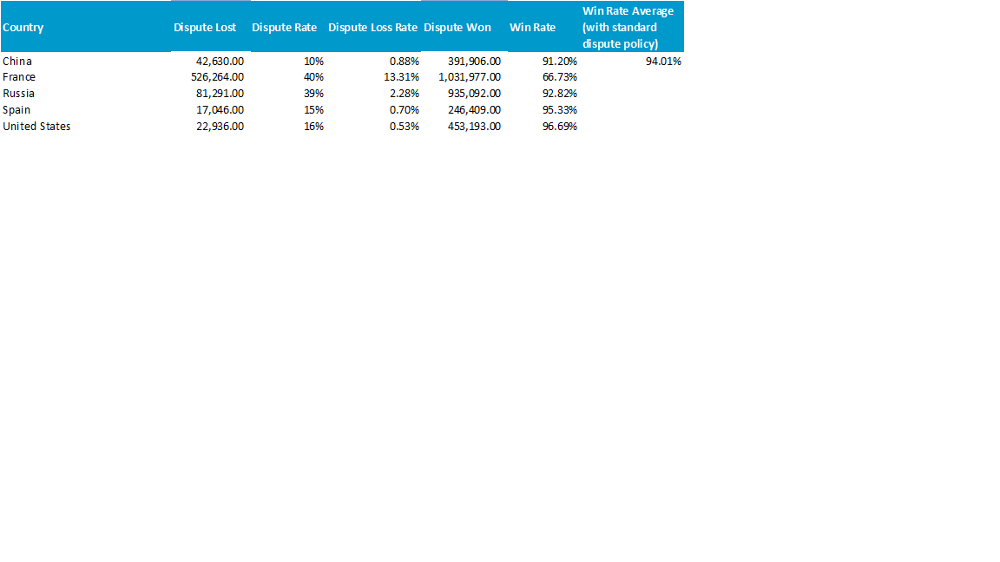 Country Dispute Lost Dispute Rate Dispute Loss Rate Dispute Won Win Rate Win Rate Average (with standard dispute policy)
China 42,630.00 10% 0.88% 391,906.00 91.20% 94.01%
France 526,264.00 40% 13.31% 1,031,977.00 66.73%
Russia 81,291.00 39% 2.28% 935,092.00 92.82%
Spain 17,046.00 15% 0.70% 246,409.00 95.33%
United States 22,936.00 16% 0.53% 453,193.00 96.69%